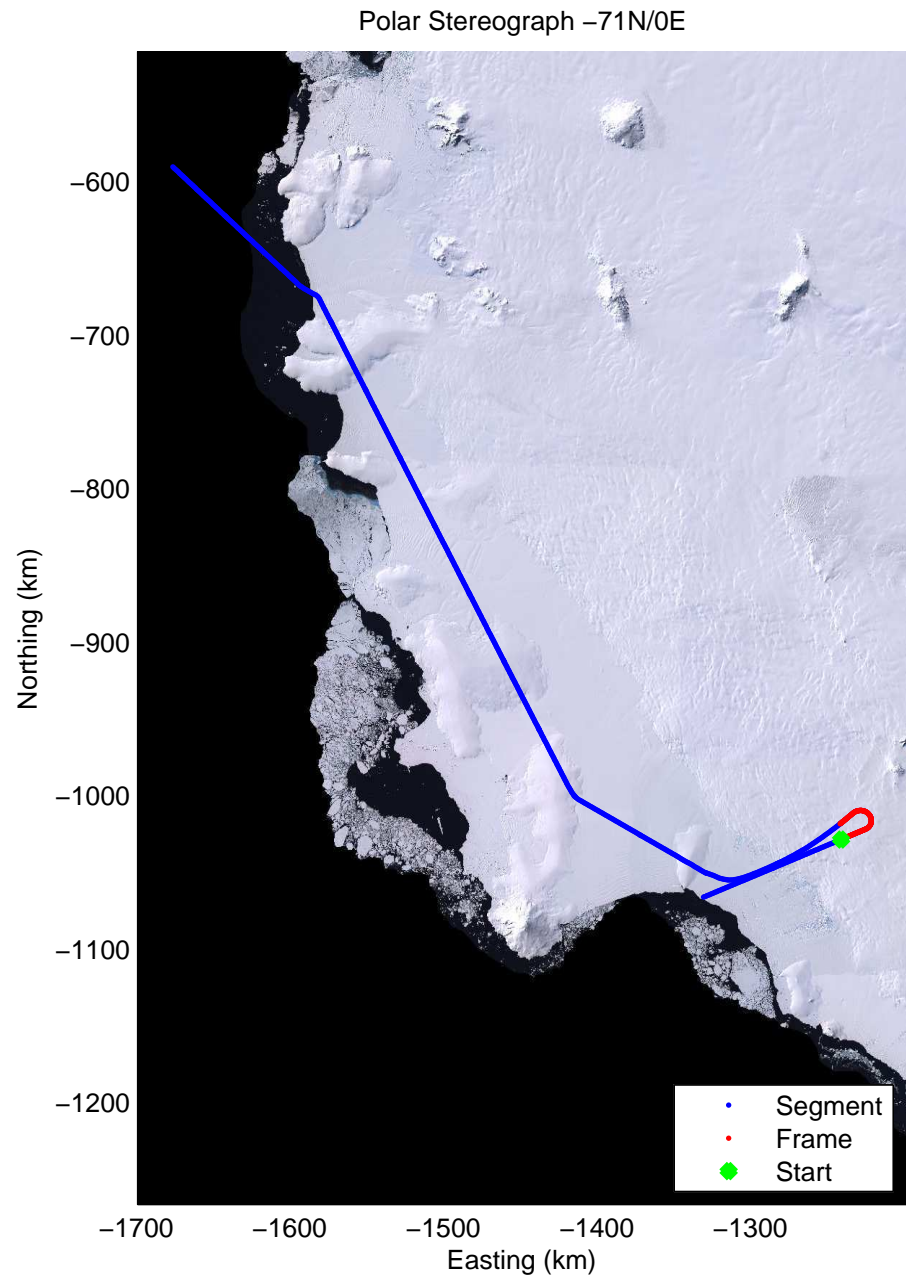 Polar Stereograph −71N/0E
−600
−700
−800
−900
−1000
−1100
−1200
Northing (km)
−1700
−1600
−1500
−1400
−1300
Easting (km)
Segment
Frame
Start